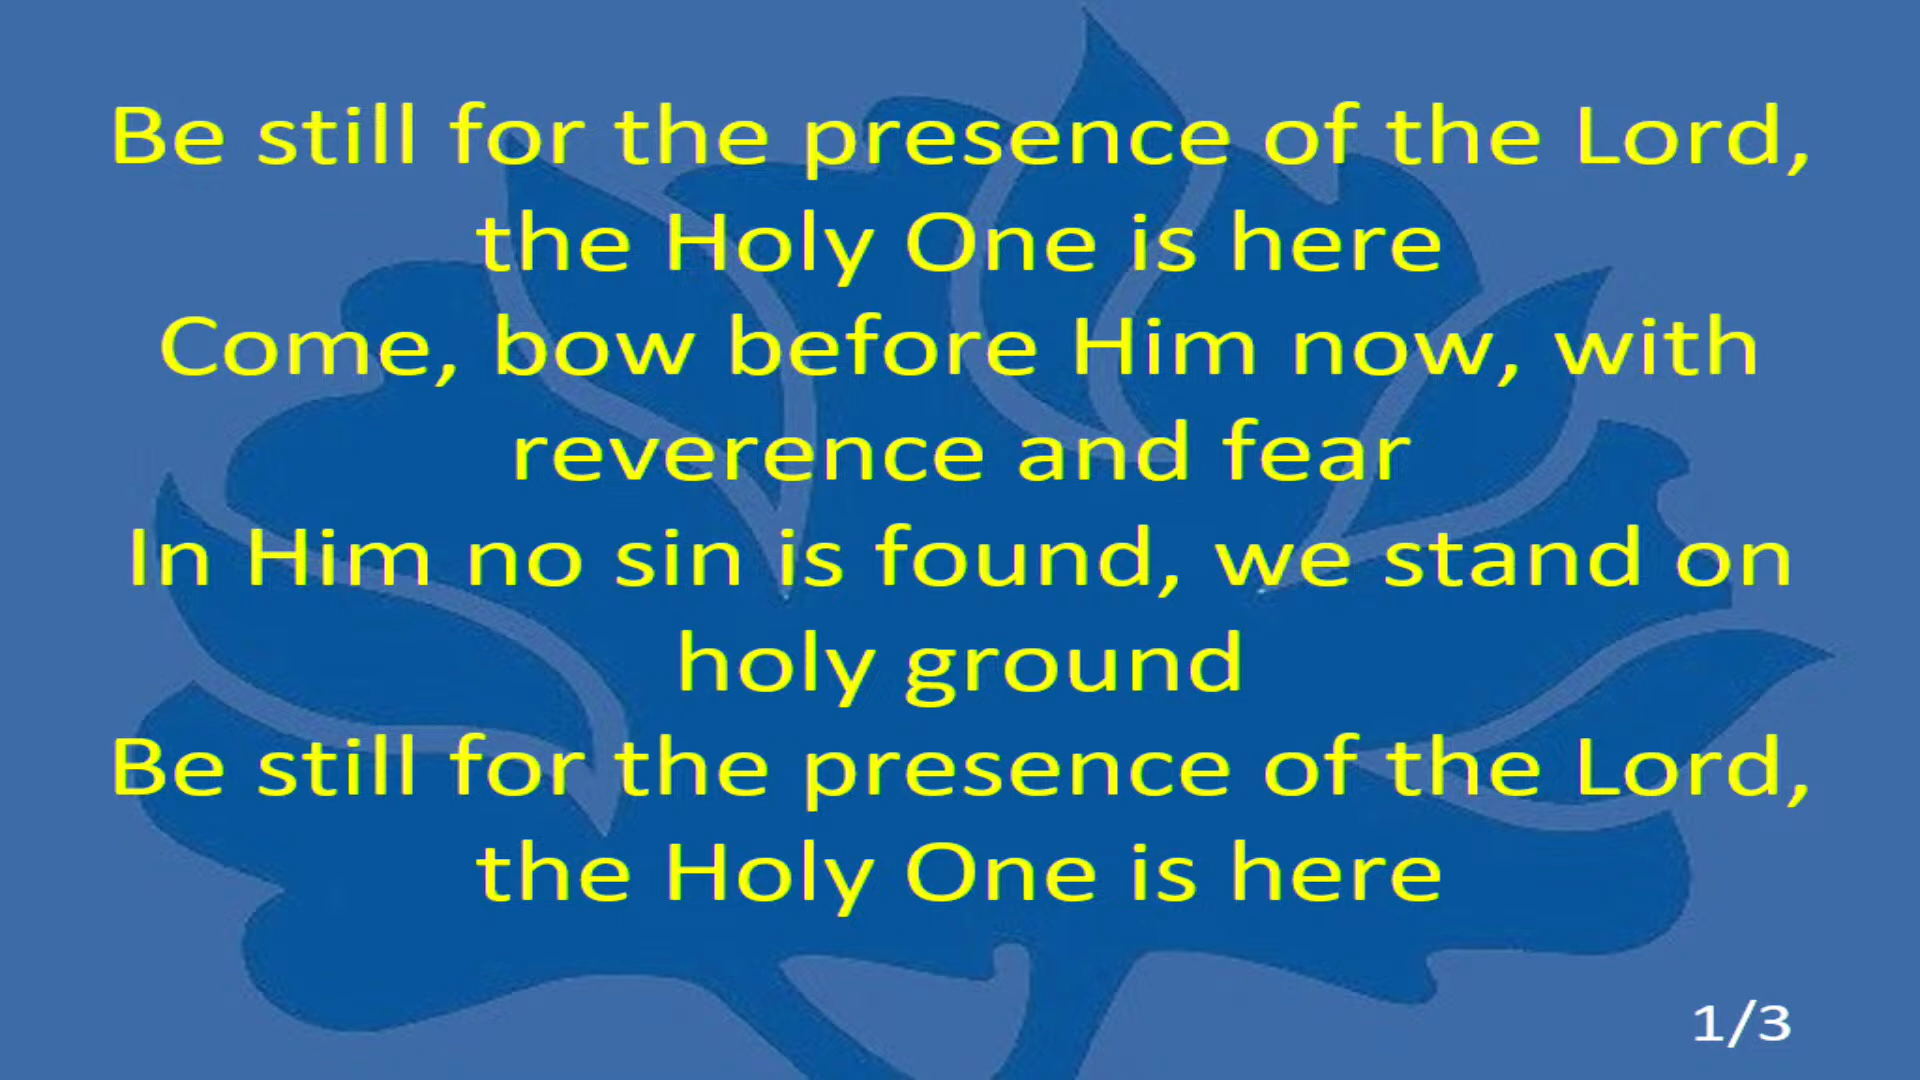 Be still for the presence of the Lord,
the Holy One is here
Come, bow before Him now, with
reverence and fear
In Him no sin is found, we stand on
holy ground
Be still for the presence of the Lord,
the Holy One is here
1/3